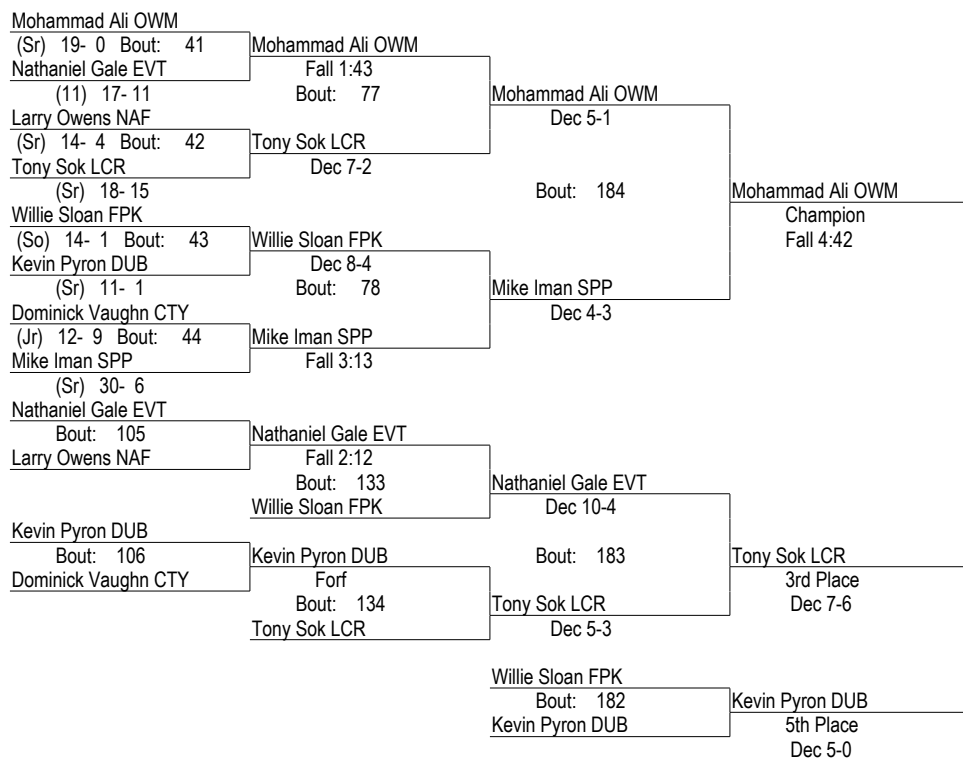 Mohammad Ali OWM
(Sr) 19- 0 Bout: 41
Nathaniel Gale EVT
(11) 17- 11
Larry Owens NAF
(Sr) 14- 4 Bout: 42
Tony Sok LCR
(Sr) 18- 15
Willie Sloan FPK
(So) 14- 1 Bout: 43
Kevin Pyron DUB
(Sr) 11- 1
Dominick Vaughn CTY
(Jr) 12- 9 Bout: 44
Mike Iman SPP
(Sr) 30- 6
Mohammad Ali OWM
Fall 1:43
Bout: 77
Tony Sok LCR
Dec 7-2
Willie Sloan FPK
Dec 8-4
Bout: 78
Mike Iman SPP
Fall 3:13
Mohammad Ali OWM
Dec 5-1
Bout: 184
Mike Iman SPP
Dec 4-3
Mohammad Ali OWM
Champion
Fall 4:42
Nathaniel Gale EVT
Bout: 105
Larry Owens NAF
Kevin Pyron DUB
Bout: 106
Dominick Vaughn CTY
Nathaniel Gale EVT
Fall 2:12
Bout: 133
Willie Sloan FPK
Kevin Pyron DUB
Forf
Bout: 134
Tony Sok LCR
Nathaniel Gale EVT
Dec 10-4
Bout: 183
Tony Sok LCR
Dec 5-3
Tony Sok LCR
3rd Place
Dec 7-6
Willie Sloan FPK
Bout: 182
Kevin Pyron DUB
Kevin Pyron DUB
5th Place
Dec 5-0